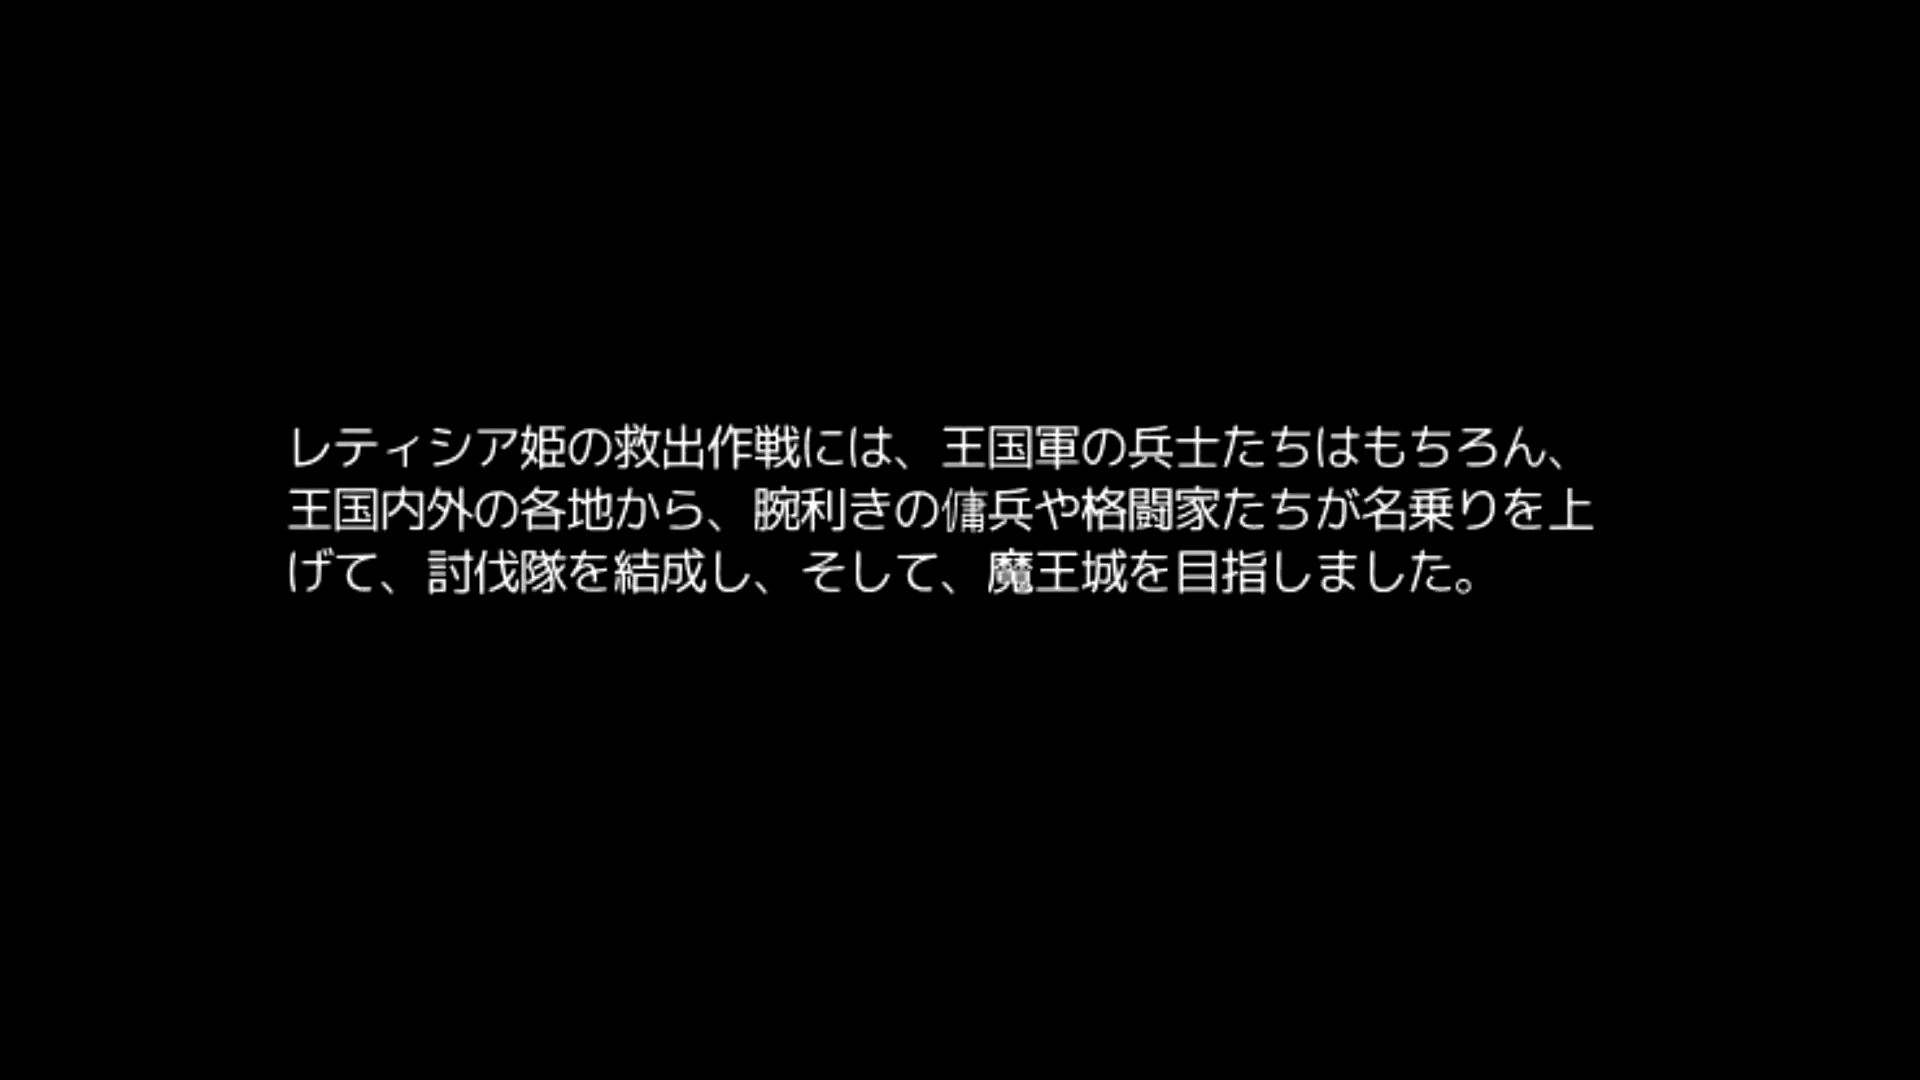 レティシア姫の救出作戦には、王国軍の兵士たちはもちろん、
王国内外の各地から、腕利きの傭兵や格闘家たちが名乗りを上
げて、討伐隊を結成し、そして、魔王城を目指しました。